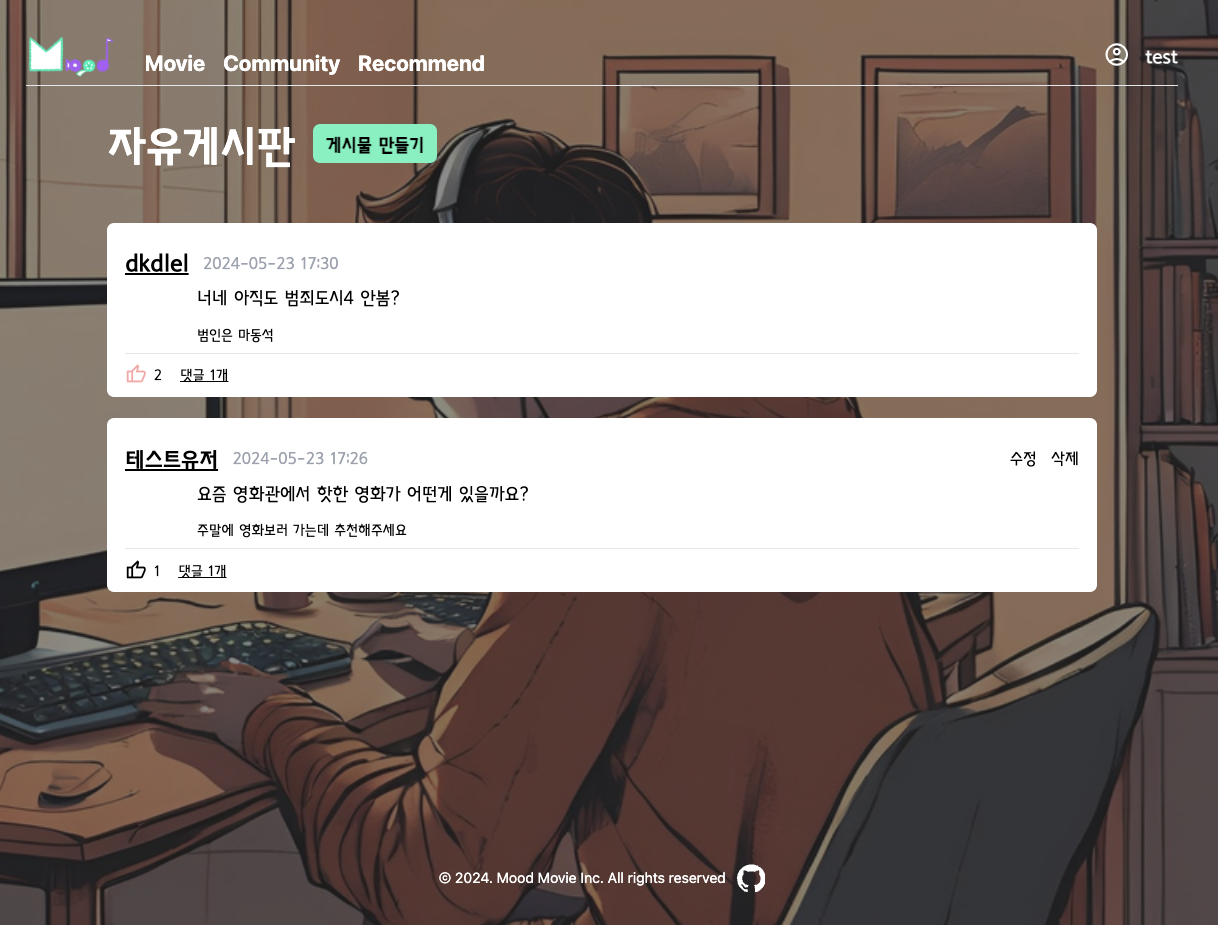 Movie Community Recommend
test
자유게시판 게시물 만들기
dkdlel 2024-05-23 17:30
너네 아직도 범죄도시4 안봄?
범인은 마동석
2 댓글 1개
테스트유저 2024-05-23 17:26 수정 삭제
요즘 영화관에서 핫한 영화가 어떤게 있을까요?
주말에 영화보러 가는데 추천해주세요
1 댓글 1개
© 2024. Mood Movie Inc. All rights reserved